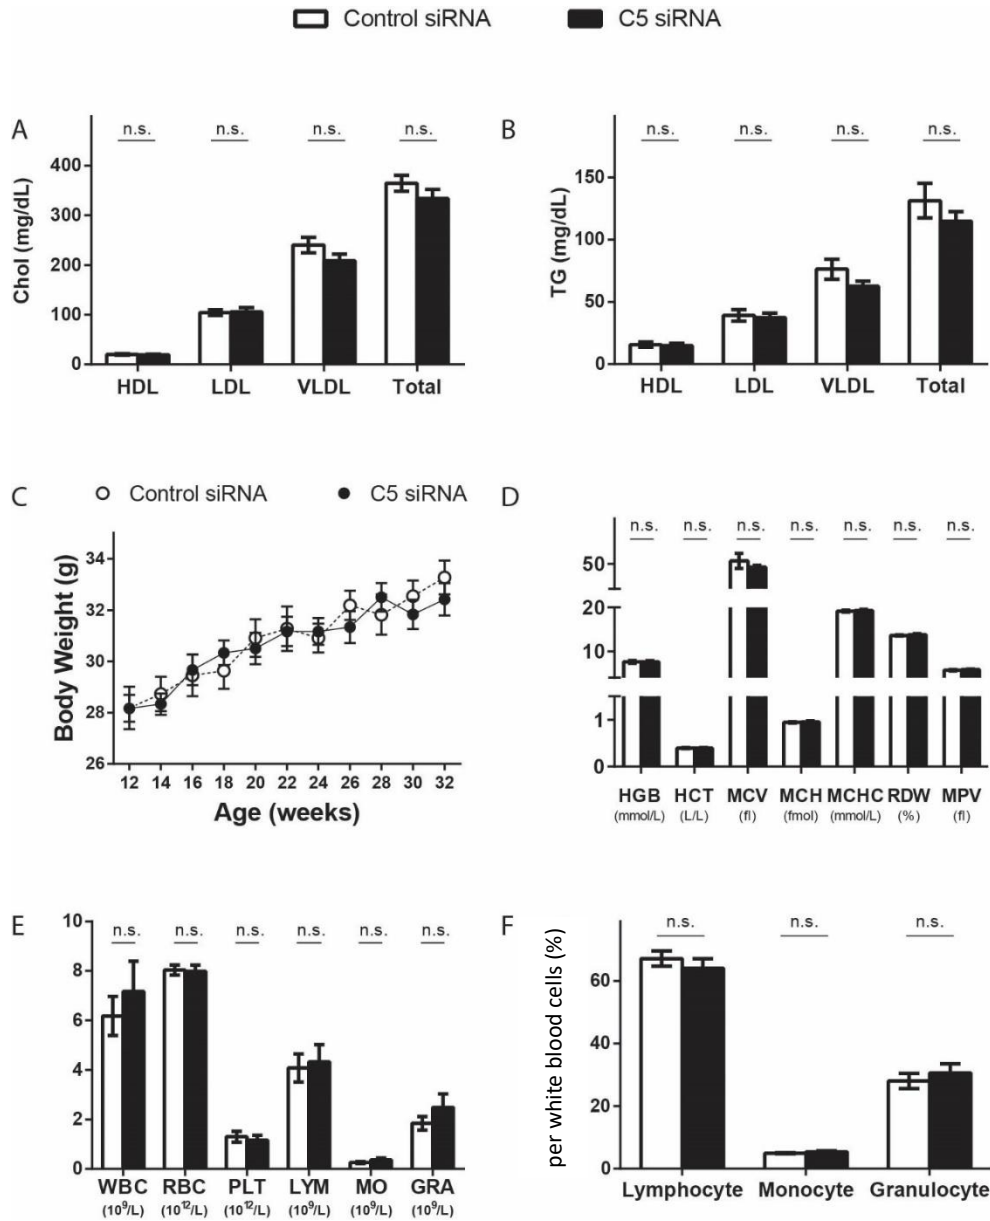 Control siRNA C5 siRNA
A
n.s. n.s. n.s. n.s.
Chol (mg/dL)
400
300
200
100
0
HDL LDL VLDL Total
B
n.s. n.s. n.s. n.s.
TG (mg/dL)
150
100
50
0
HDL LDL VLDL Total
C
Control siRNA C5 siRNA
Body Weight (g)
34
32
30
28
26
12 14 16 18 20 22 24 26 28 30 32
Age (weeks)
D
n.s. n.s. n.s. n.s. n.s. n.s. n.s.
50
20
10
1
0
HGB HCT MCV MCH MCHC RDW MPV
(mmol/L) (L/L) (fl) (fmol) (mmol/L) (%) (fl)
E
n.s. n.s. n.s. n.s. n.s. n.s.
10
8
6
4
2
0
WBC RBC PLT LYM MO GRA
(10⁹/L) (10¹²/L) (10¹²/L) (10⁹/L) (10⁹/L) (10⁹/L)
F
n.s. n.s. n.s.
per white blood cells (%)
60
40
20
0
Lymphocyte Monocyte Granulocyte